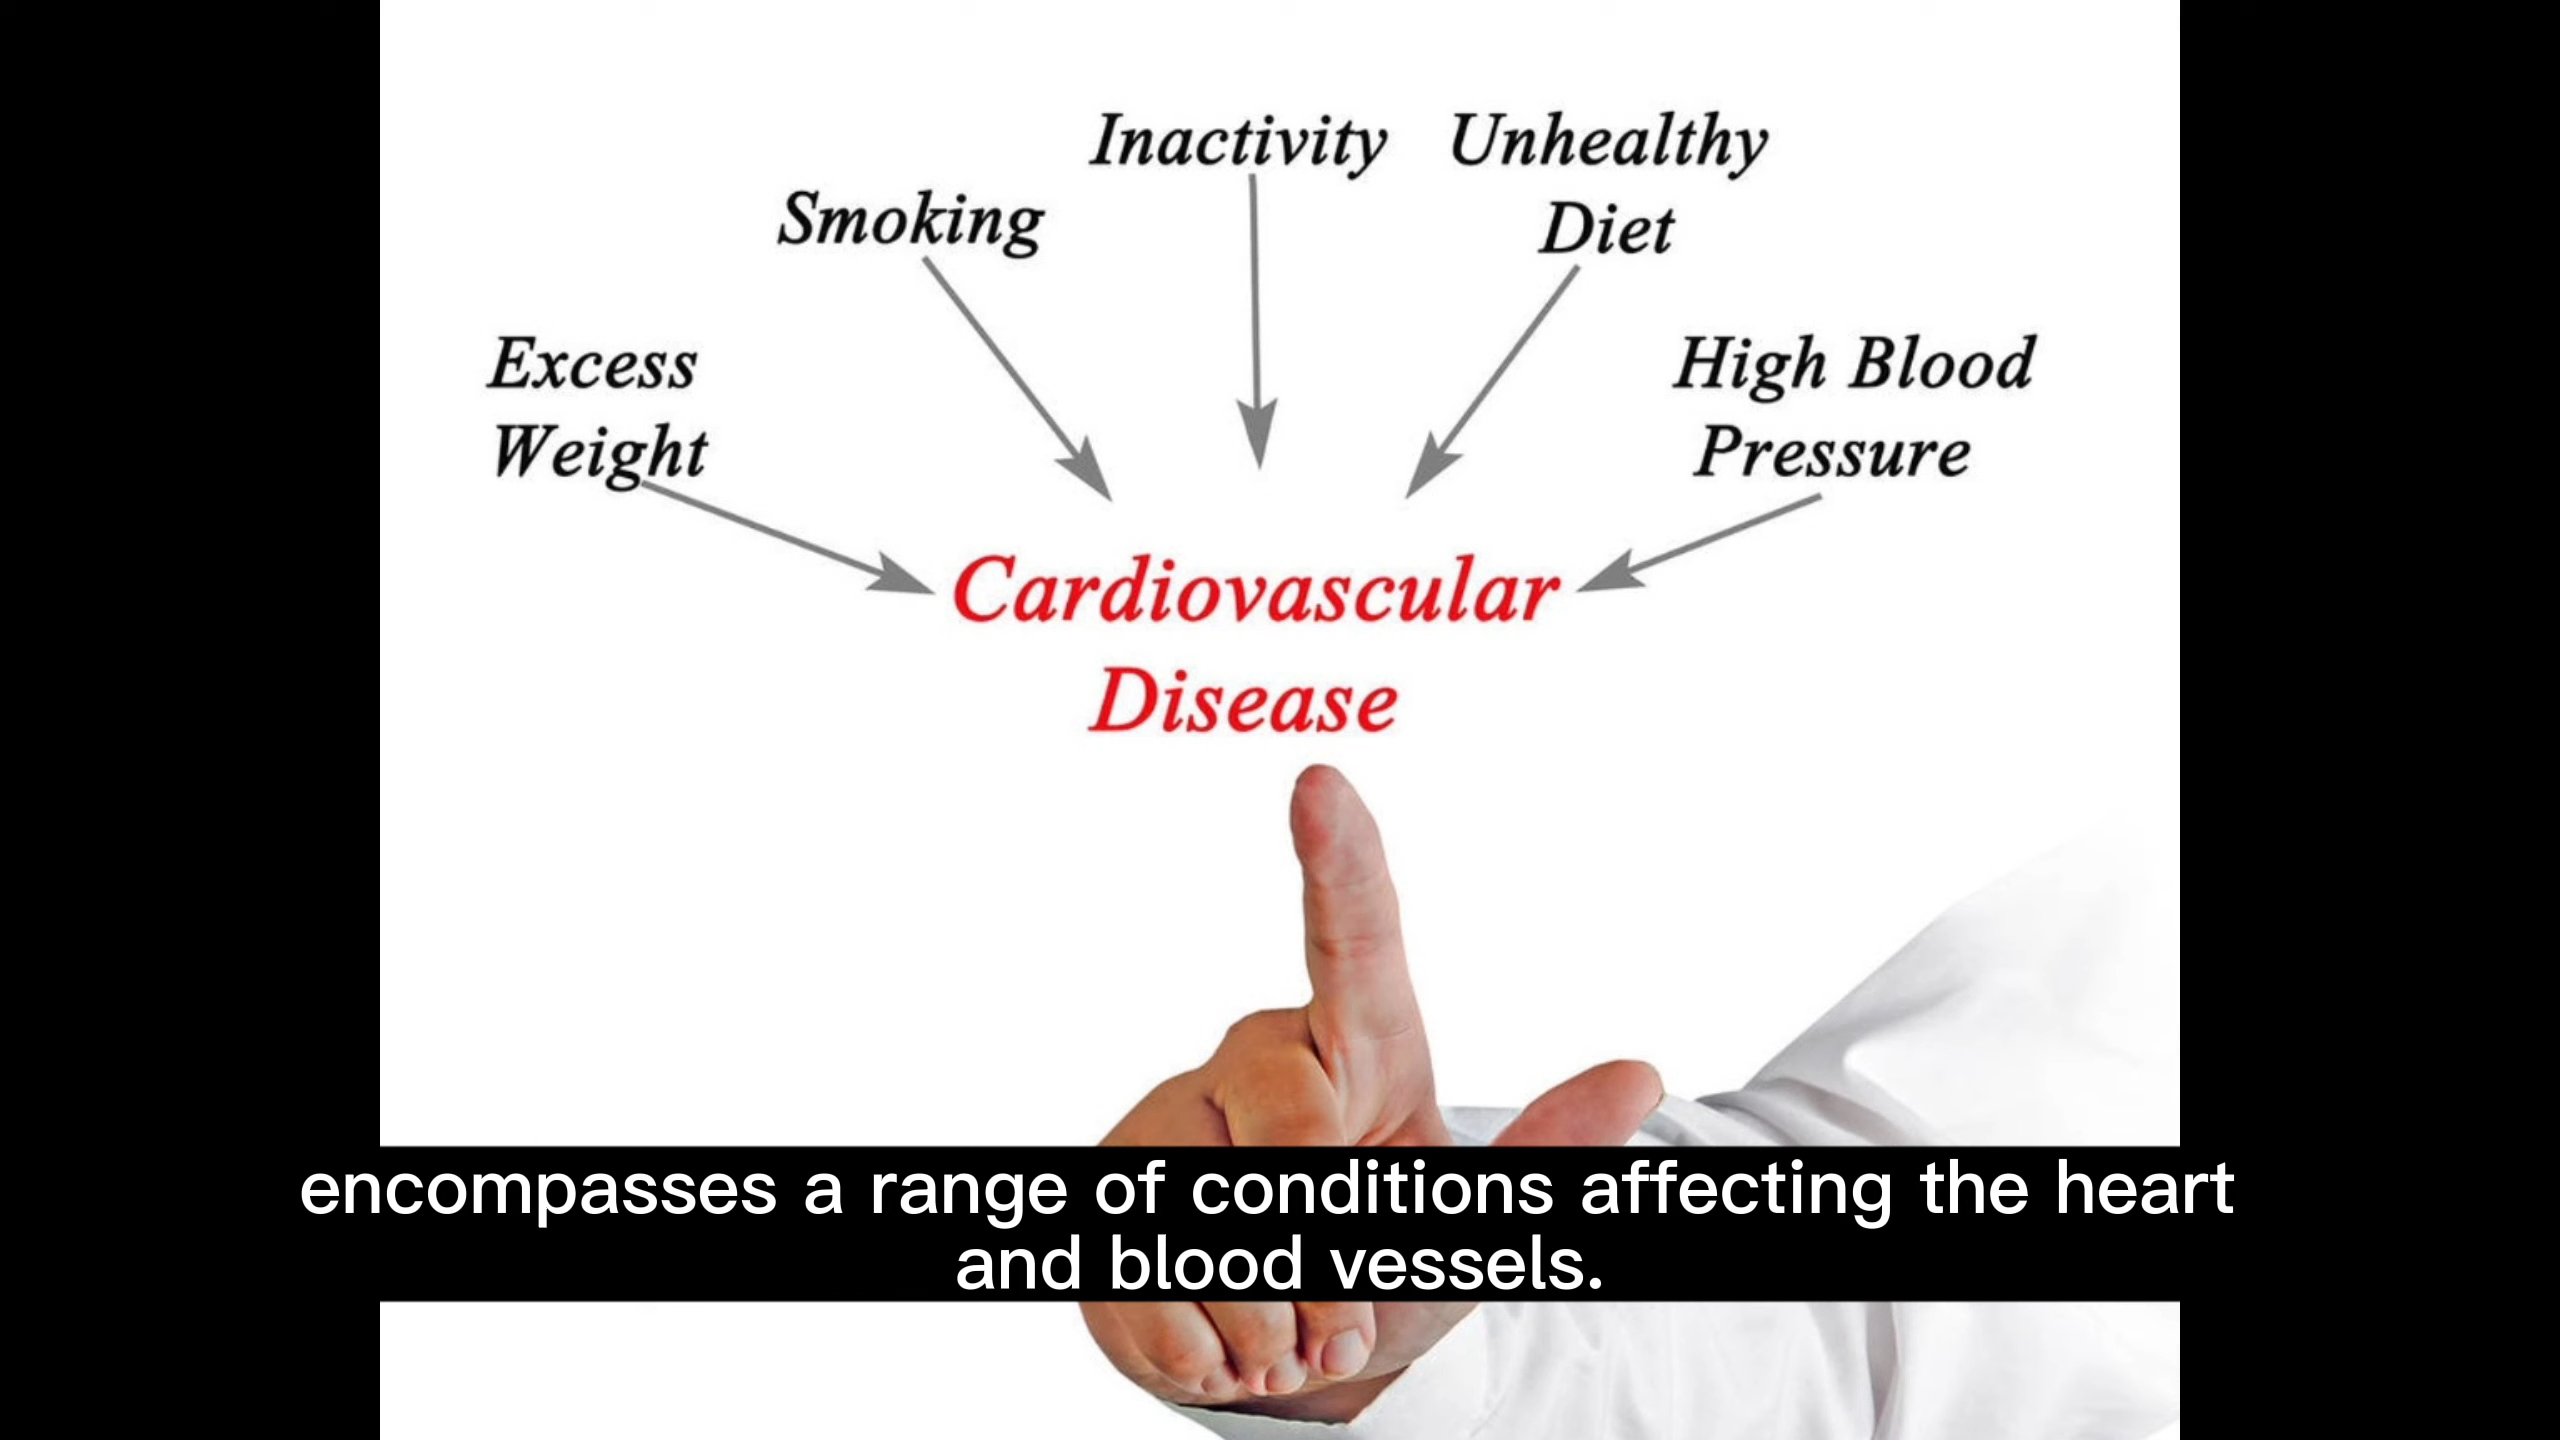 Inactivity
Unhealthy
Diet
Smoking
Excess
Weight
High Blood
Pressure
Cardiovascular
Disease
encompasses a range of conditions affecting the heart
and blood vessels.